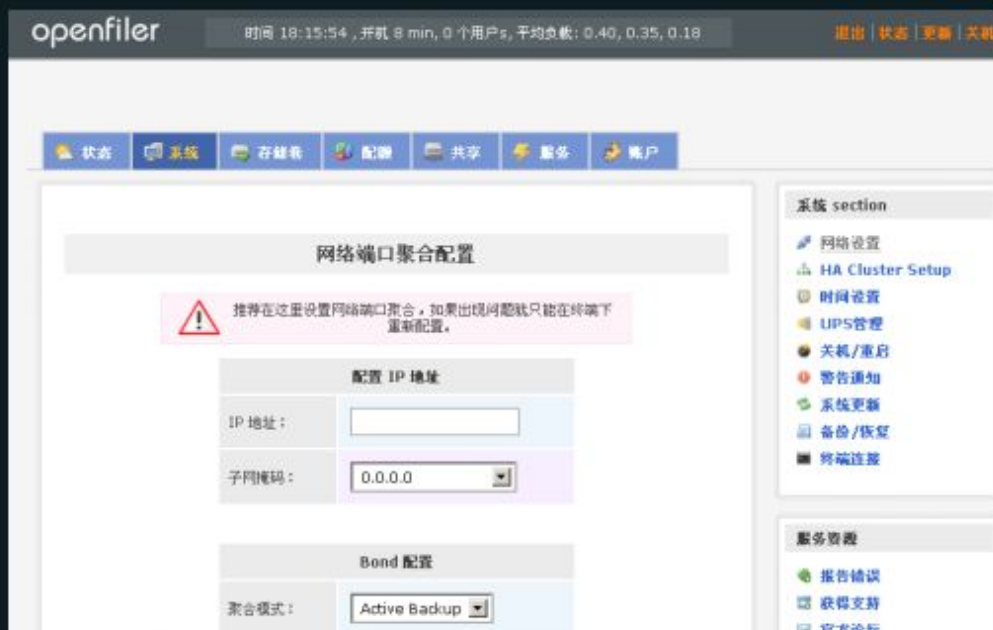 openfiler
时间 18:15:54 , 开机 8 min, 0 个用户s, 平均负载: 0.40, 0.35, 0.18
退出 | 状态 | 更新 | 关机
状态 系统 存储卷 配额 共享 服务 账户
网络端口聚合配置
推荐在这里设置网络端口聚合，如果出现问题就只能在终端下
重新配置。
配置 IP 地址
IP 地址：
子网掩码：
0.0.0.0
Bond 配置
聚合模式：
Active Backup
系统 section
网络设置
HA Cluster Setup
时间设置
UPS管理
关机/重启
警告通知
系统更新
备份/恢复
终端连接
服务资源
报告错误
获得支持
官方论坛